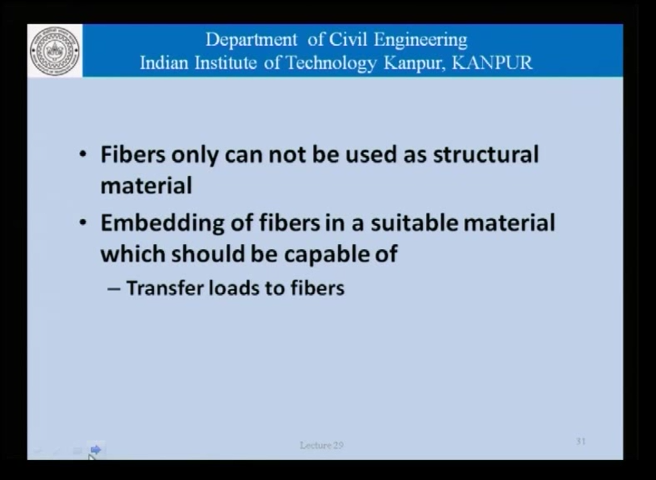 Department of Civil Engineering
Indian Institute of Technology Kanpur, KANPUR
• Fibers only can not be used as structural
material
• Embedding of fibers in a suitable material
which should be capable of
– Transfer loads to fibers
Lecture 29
31